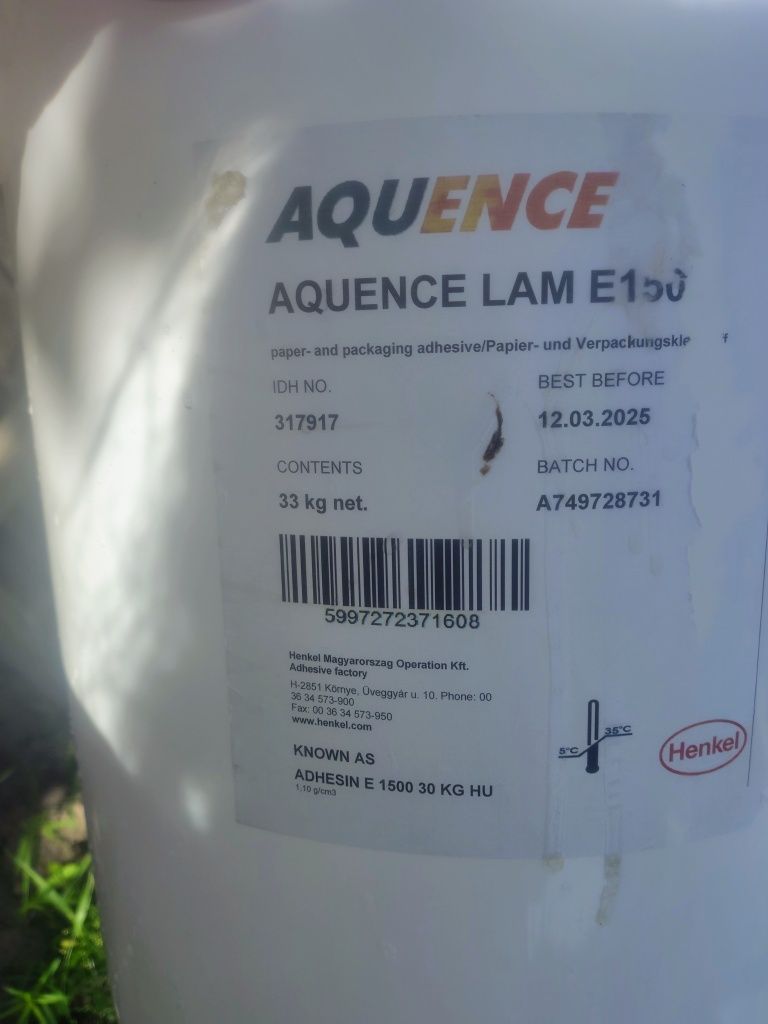 AQUENCE
AQUENCE LAM E150
paper- and packaging adhesive/Papier- und
IDH NO.
317917
BEST BEFORE
12.03.2025
CONTENTS
33 kg net.
BATCH NO.
A749728731
5997272371608
Henkel Magyarorszag Operation Kft.
Adhesive factory
H-2851 Környe, Üveggyár u. 10. Phone: 00
36 34 573-900
Fax: 00 36 34 573-950
www.henkel.com
KNOWN AS
ADHESIN E 1500 30 KG HU
1,10 g/cm3
5°C
35°C
Henkel